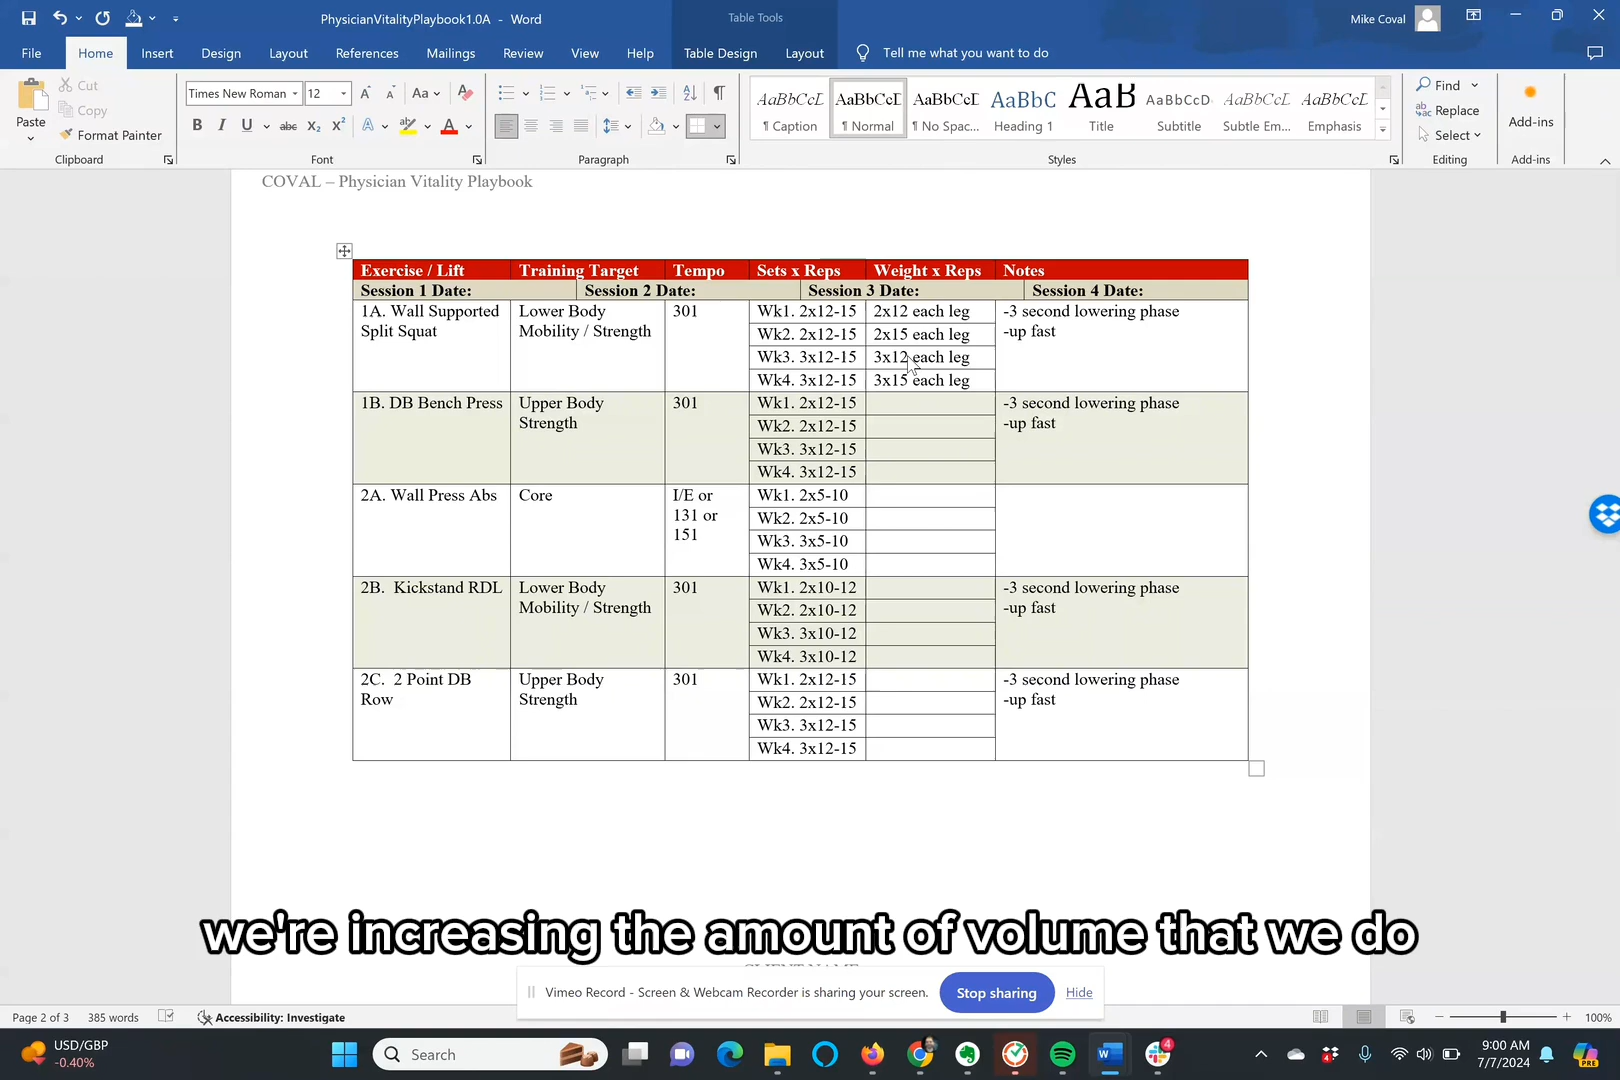 PhysicianVitalityPlaybook1.0A - Word
Table Tools
Mike Coval
File
Home
Insert
Design
Layout
References
Mailings
Review
View
Help
Table Design
Layout
Tell me what you want to do
Paste
Cut
Copy
Format Painter
Clipboard
Times New Roman
12
Font
Paragraph
AaBbCcI
¶ Caption
AaBbCcI
¶ Normal
AaBbCcI
¶ No Spac...
AaBbC
Heading 1
AaB
Title
AaBbCcD
Subtitle
AaBbCcI
Subtle Em...
AaBbCcI
Emphasis
Styles
Find
Replace
Select
Editing
Add-ins
Add-ins
COVAL – Physician Vitality Playbook
Exercise / Lift Training Target Tempo Sets x Reps Weight x Reps Notes
Session 1 Date: Session 2 Date: Session 3 Date: Session 4 Date:
1A. Wall Supported Lower Body 301 Wk1. 2x12-15 2x12 each leg -3 second lowering phase
Split Squat Mobility / Strength Wk2. 2x12-15 2x15 each leg -up fast
Wk3. 3x12-15 3x12 each leg
Wk4. 3x12-15 3x15 each leg
1B. DB Bench Press Upper Body 301 Wk1. 2x12-15 -3 second lowering phase
Strength Wk2. 2x12-15 -up fast
Wk3. 3x12-15
Wk4. 3x12-15
2A. Wall Press Abs Core I/E or Wk1. 2x5-10
131 or Wk2. 2x5-10
151 Wk3. 3x5-10
Wk4. 3x5-10
2B. Kickstand RDL Lower Body 301 Wk1. 2x10-12 -3 second lowering phase
Mobility / Strength Wk2. 2x10-12 -up fast
Wk3. 3x10-12
Wk4. 3x10-12
2C. 2 Point DB Upper Body 301 Wk1. 2x12-15 -3 second lowering phase
Row Strength Wk2. 2x12-15 -up fast
Wk3. 3x12-15
Wk4. 3x12-15
we're increasing the amount of volume that we do
Vimeo Record - Screen & Webcam Recorder is sharing your screen.
Stop sharing
Hide
Page 2 of 3
385 words
Accessibility: Investigate
100%
USD/GBP
-0.40%
Search
4
9:00 AM
7/7/2024
PRE